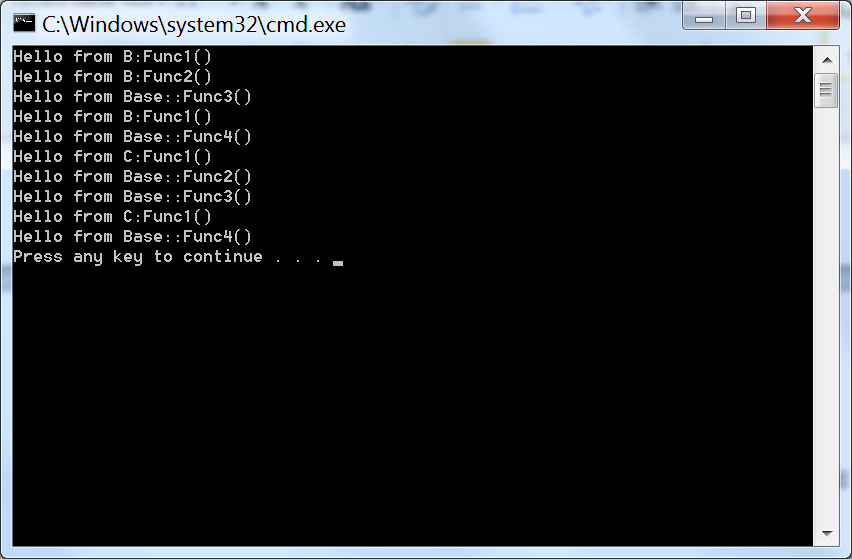 C:\Windows\system32\cmd.exe
Hello from B:Func1()
Hello from B:Func2()
Hello from Base::Func3()
Hello from B:Func1()
Hello from Base::Func4()
Hello from C:Func1()
Hello from Base::Func2()
Hello from Base::Func3()
Hello from C:Func1()
Hello from Base::Func4()
Press any key to continue . . .